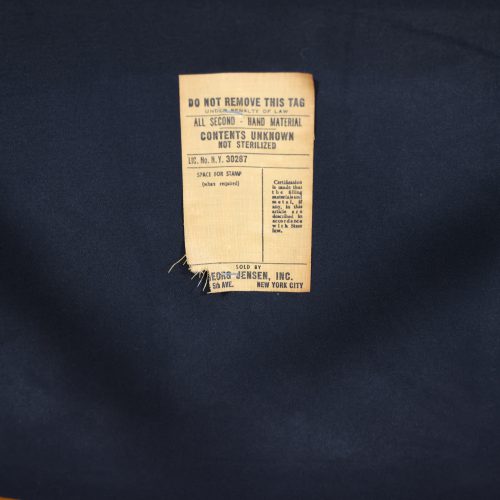 DO NOT REMOVE THIS TAG
UNDER PENALTY OF LAW
ALL SECOND - HAND MATERIAL
CONTENTS UNKNOWN
NOT STERILIZED
LIC. No. N.Y. 30287
SPACE FOR STAMP
(when required)
Certification
is made that
the filling
materials and
metal, if
any, in this
article are
described in
accordance
with State
law.
SOLD BY
JENSEN, INC.
5th AVE. NEW YORK CITY